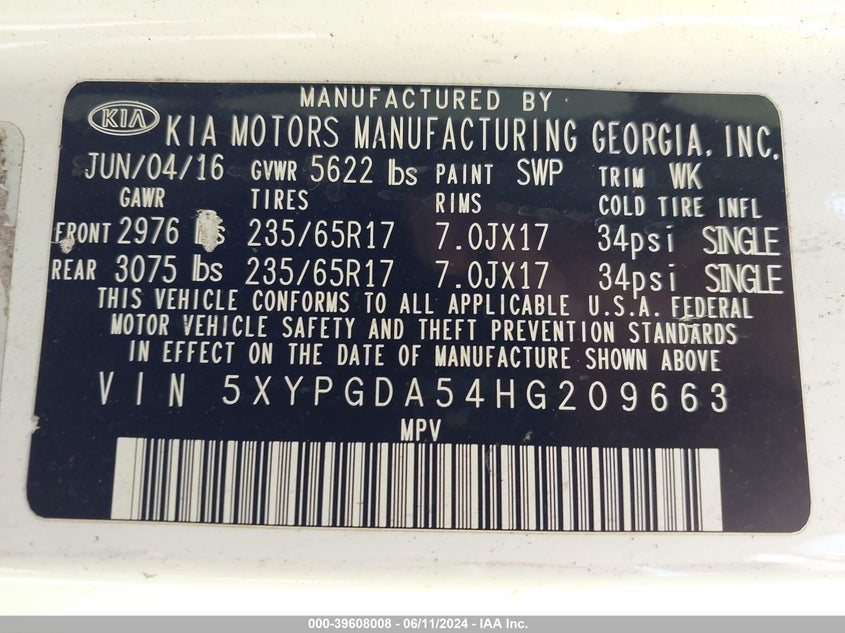 MANUFACTURED BY
KIA KIA MOTORS MANUFACTURING GEORGIA, INC.
JUN/04/16 GVWR 5622 lbs PAINT SWP TRIM WK
GAWR TIRES RIMS COLD TIRE INFL
FRONT 2976 lbs 235/65R17 7.0JX17 34psi SINGLE
REAR 3075 lbs 235/65R17 7.0JX17 34psi SINGLE
THIS VEHICLE CONFORMS TO ALL APPLICABLE U.S.A. FEDERAL
MOTOR VEHICLE SAFETY AND THEFT PREVENTION STANDARDS
IN EFFECT ON THE DATE OF MANUFACTURE SHOWN ABOVE
VIN 5XYPGDA54HG209663
MPV
000-39608008 - 06/11/2024 - IAA Inc.